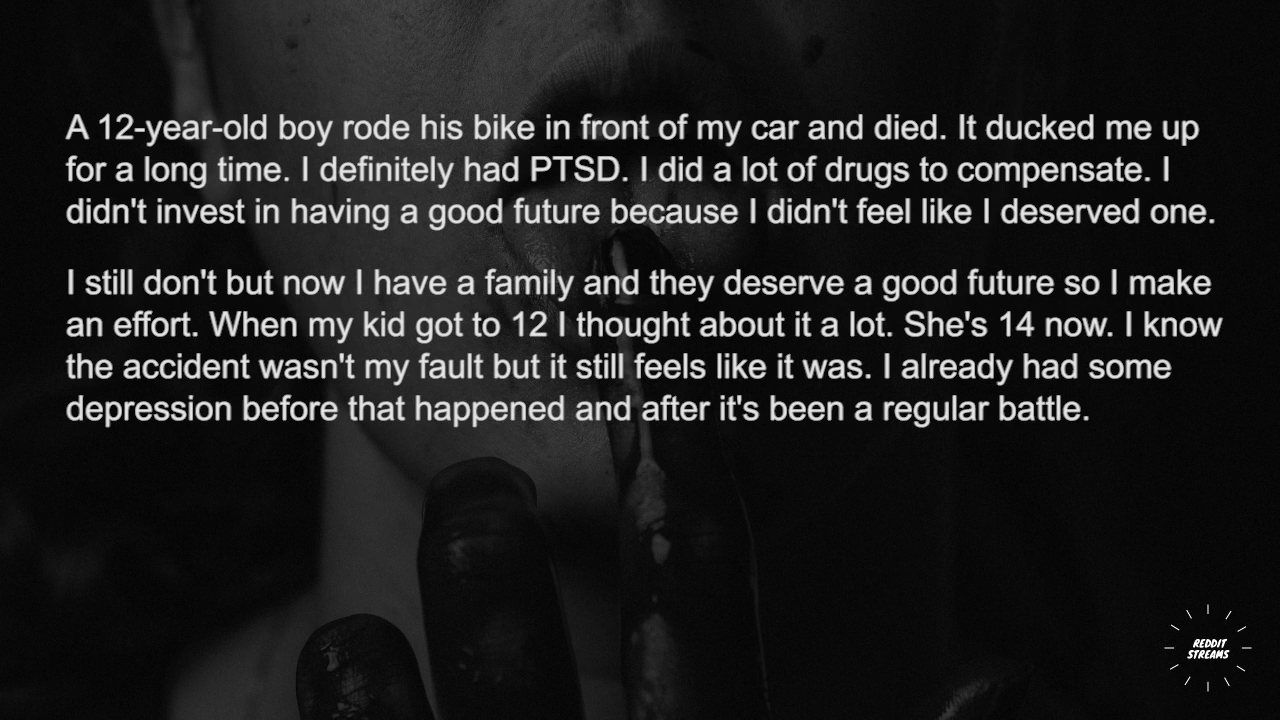 A 12-year-old boy rode his bike in front of my car and died. It ducked me up
for a long time. I definitely had PTSD. I did a lot of drugs to compensate. I
didn't invest in having a good future because I didn't feel like I deserved one.
I still don't but now I have a family and they deserve a good future so I make
an effort. When my kid got to 12 I thought about it a lot. She's 14 now. I know
the accident wasn't my fault but it still feels like it was. I already had some
depression before that happened and after it's been a regular battle.
REDDIT
STREAMS